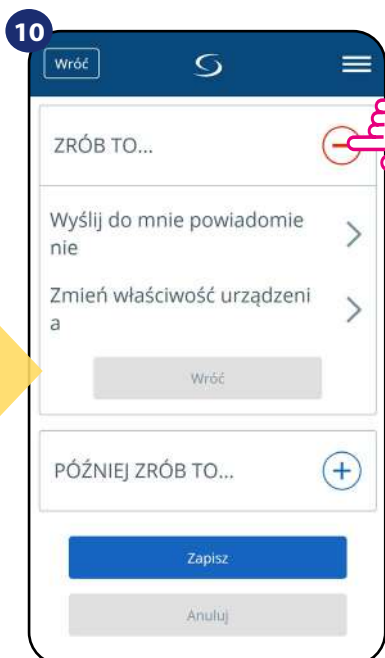 10
Wróć
ZRÓB TO...
Wyślij do mnie powiadomie
nie
Zmień właściwość urządzeni
a
Wróć
PÓŹNIEJ ZRÓB TO...
Zapisz
Anuluj